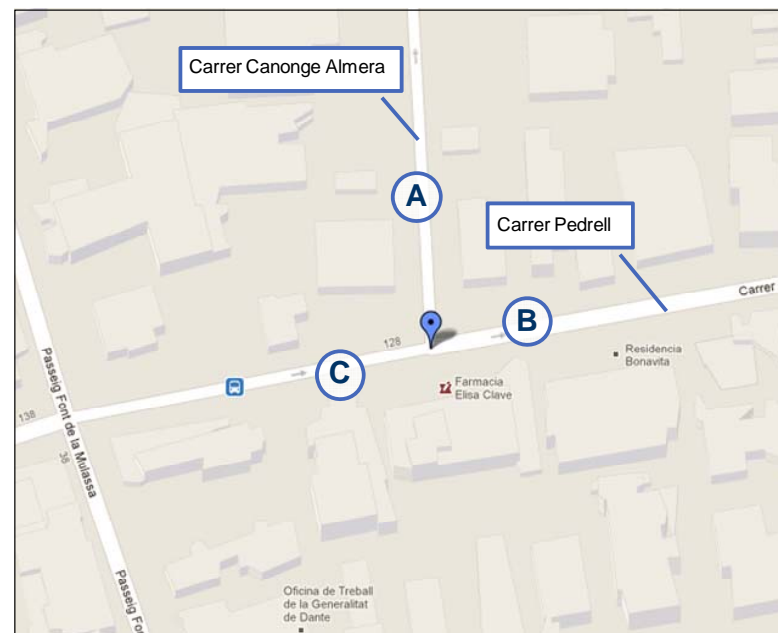 Carrer Canonge Almera
A
Carrer Pedrell
Carrer
B
128
Residencia
Bonavita
C
Farmacia
Elisa Clave
138
Passeig Font de la Mulassa
36
Passeig Fo
Oficina de Treball
de la Generalitat
de Dante